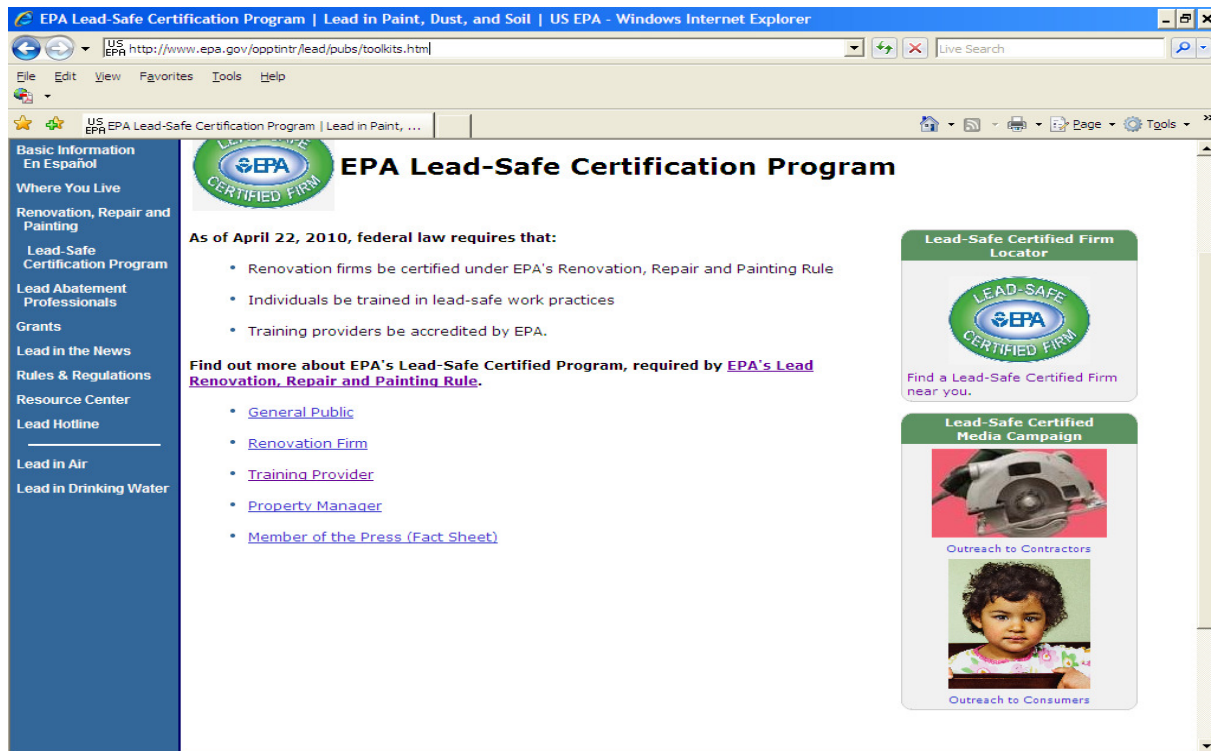 EPA Lead-Safe Certification Program | Lead in Paint, Dust, and Soil | US EPA - Windows Internet Explorer
US EPA http://www.epa.gov/opptintr/lead/pubs/toolkits.htm
Live Search
File Edit View Favorites Tools Help
US EPA EPA Lead-Safe Certification Program | Lead in Paint, ...
Page Tools »
Basic Information
En Español
Where You Live
Renovation, Repair and
Painting
Lead-Safe
Certification Program
Lead Abatement
Professionals
Grants
Lead in the News
Rules & Regulations
Resource Center
Lead Hotline
Lead in Air
Lead in Drinking Water
LEAD-SAFE
EPA
CERTIFIED FIRM
EPA Lead-Safe Certification Program
As of April 22, 2010, federal law requires that:
• Renovation firms be certified under EPA's Renovation, Repair and Painting Rule
• Individuals be trained in lead-safe work practices
• Training providers be accredited by EPA.
Find out more about EPA's Lead-Safe Certified Program, required by EPA's Lead
Renovation, Repair and Painting Rule.
• General Public
• Renovation Firm
• Training Provider
• Property Manager
• Member of the Press (Fact Sheet)
Lead-Safe Certified Firm
Locator
LEAD-SAFE
EPA
CERTIFIED FIRM
Find a Lead-Safe Certified Firm
near you.
Lead-Safe Certified
Media Campaign
Outreach to Contractors
Outreach to Consumers